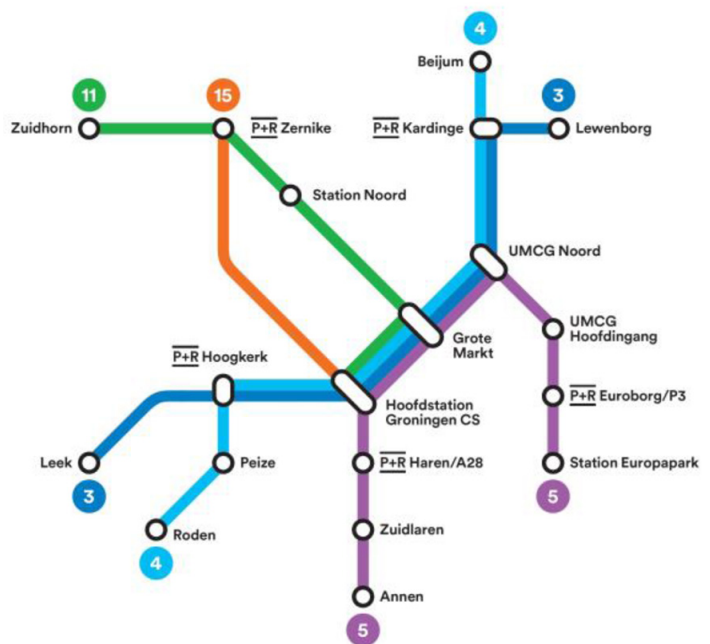 4
Beijum
11
15
3
Zuidhorn
P+R Zernike
P+R Kardinge
Lewenborg
Station Noord
UMCG Noord
UMCG
Hoofdingang
Grote
Markt
P+R Hoogkerk
P+R Euroborg/P3
Hoofdstation
Groningen CS
Leek
Peize
P+R Haren/A28
Station Europapark
3
5
Roden
Zuidlaren
4
Annen
5